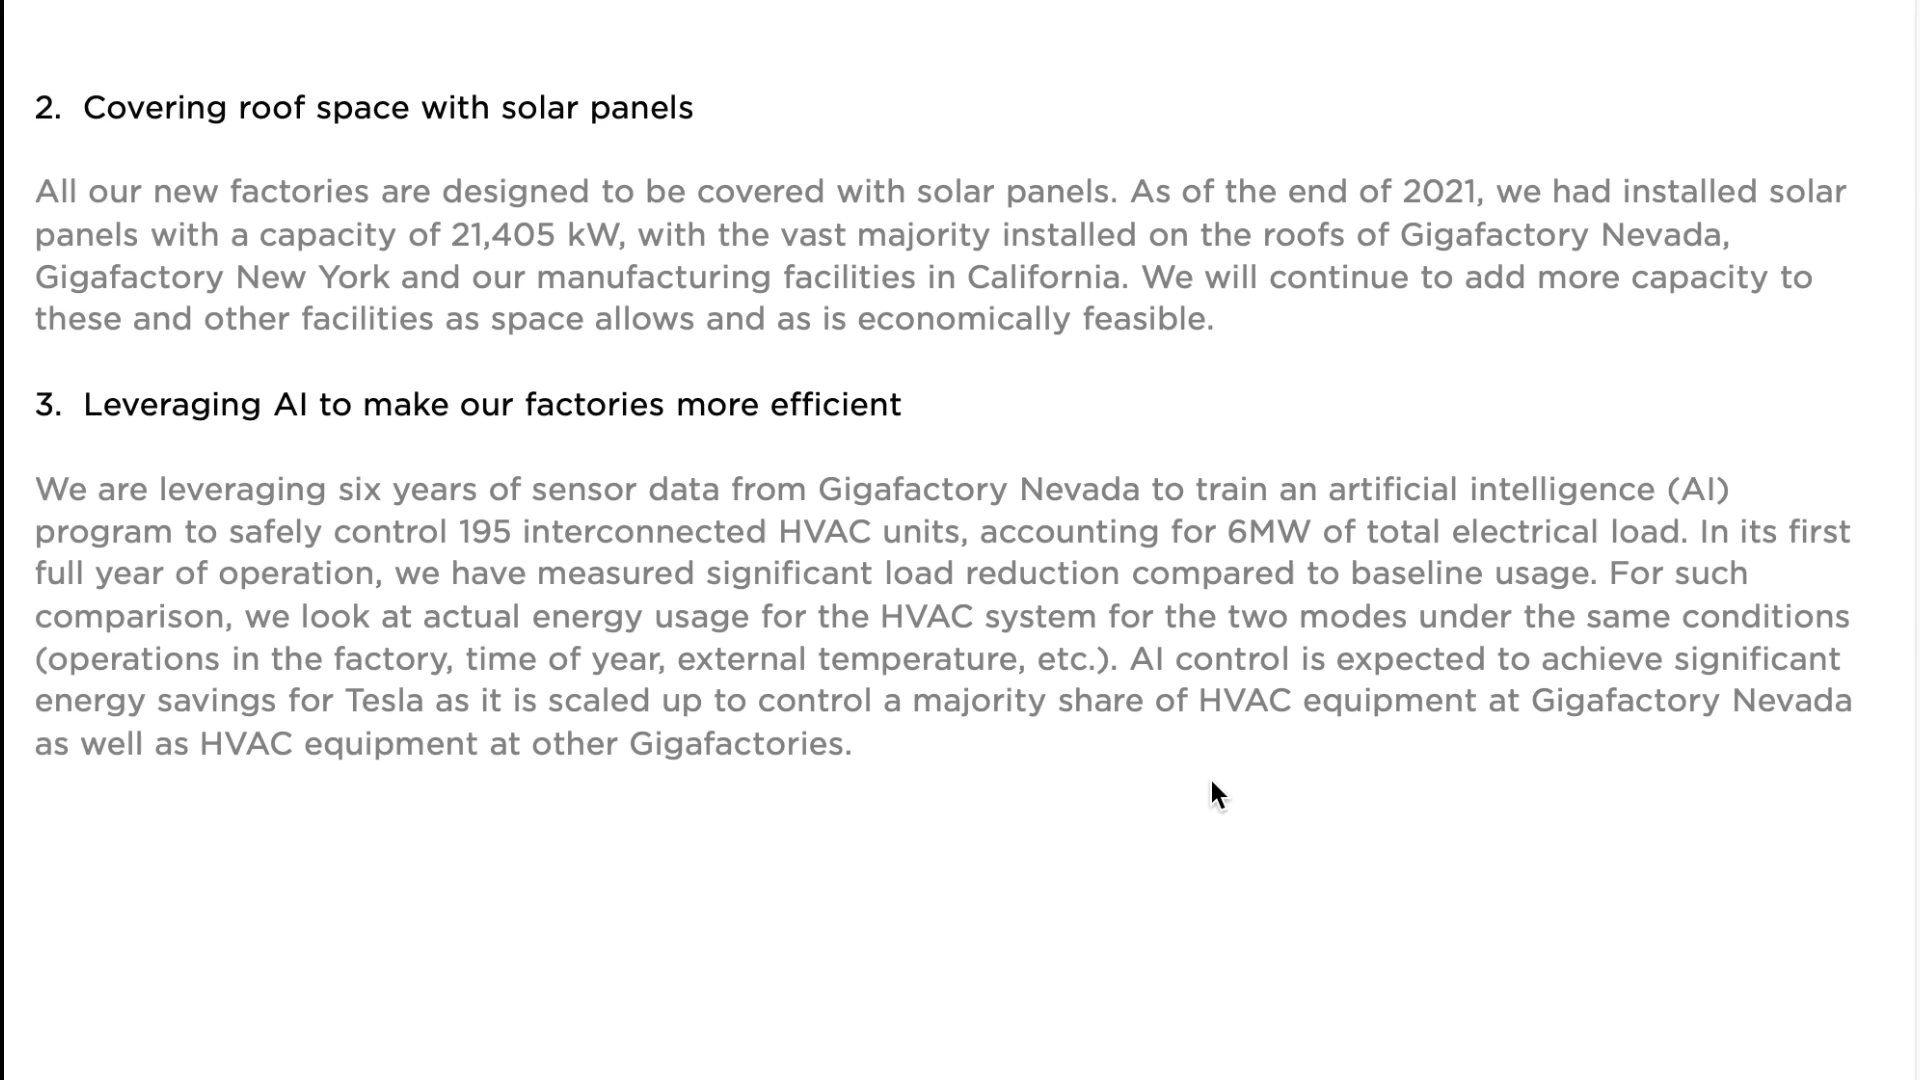 2. Covering roof space with solar panels
All our new factories are designed to be covered with solar panels. As of the end of 2021, we had installed solar
panels with a capacity of 21,405 kW, with the vast majority installed on the roofs of Gigafactory Nevada,
Gigafactory New York and our manufacturing facilities in California. We will continue to add more capacity to
these and other facilities as space allows and as is economically feasible.
3. Leveraging AI to make our factories more efficient
We are leveraging six years of sensor data from Gigafactory Nevada to train an artificial intelligence (AI)
program to safely control 195 interconnected HVAC units, accounting for 6MW of total electrical load. In its first
full year of operation, we have measured significant load reduction compared to baseline usage. For such
comparison, we look at actual energy usage for the HVAC system for the two modes under the same conditions
(operations in the factory, time of year, external temperature, etc.). AI control is expected to achieve significant
energy savings for Tesla as it is scaled up to control a majority share of HVAC equipment at Gigafactory Nevada
as well as HVAC equipment at other Gigafactories.